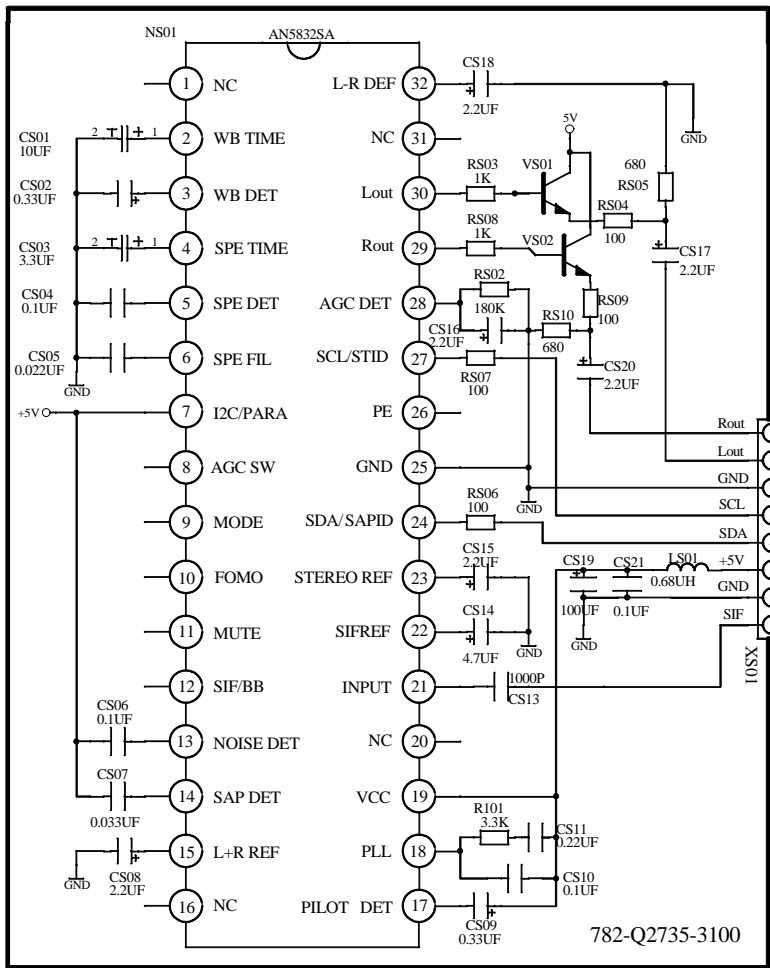 NS01
AN5832SA
1 NC
2 WB TIME
3 WB DET
4 SPE TIME
5 SPE DET
6 SPE FIL
7 I2C/PARA
8 AGC SW
9 MODE
10 FOMO
11 MUTE
12 SIF/BB
13 NOISE DET
14 SAP DET
15 L+R REF
16 NC
L-R DEF 32
NC 31
Lout 30
Rout 29
AGC DET 28
SCL/STID 27
PE 26
GND 25
SDA/SAPID 24
STEREO REF 23
SIFREF 22
INPUT 21
NC 20
VCC 19
PLL 18
PILOT DET 17
CS01
10UF
2 + 1
CS02
0.33UF
+
CS03
3.3UF
2 + 1
CS04
0.1UF
CS05
0.022UF
GND
+5V
CS06
0.1UF
CS07
0.033UF
GND
CS08
2.2UF
+
CS18
+
2.2UF
GND
5V
RS03
1K
VS01
RS08
1K
VS02
680
RS05
RS04
100
+
CS17
2.2UF
RS02
180K
CS16
2.2UF
+
RS09
100
RS10
680
+
CS20
2.2UF
RS07
100
GND
RS06
100
CS15
2.2UF
+
CS14
+
4.7UF
GND
CS19
+
100UF
CS21
0.1UF
LS01
0.68UH
GND
1000P
CS13
R101
3.3K
CS11
0.22UF
CS10
0.1UF
CS09
0.33UF
+
Rout
Lout
GND
SCL
SDA
+5V
GND
SIF
XS01
782-Q2735-3100